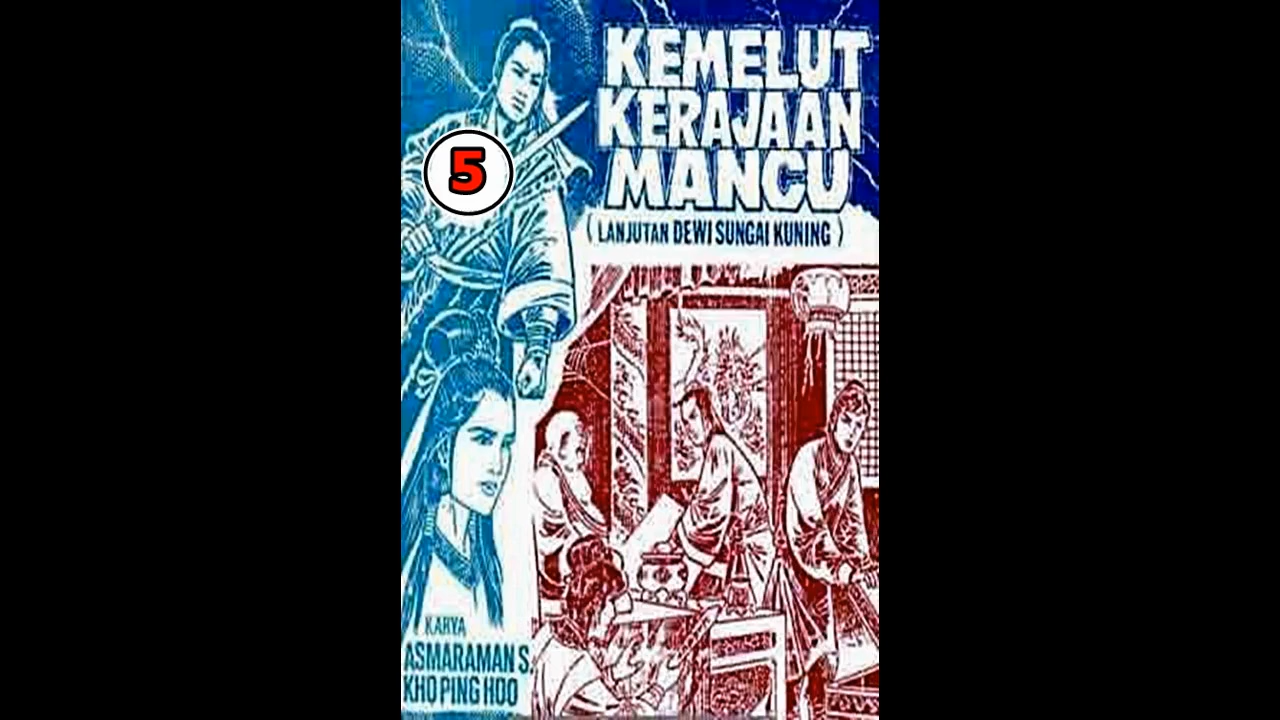 KEMELUT
KERAJAAN
MANCU
( LANJUTAN DEWI SUNGAI KUNING )
5
KARYA
ASMARAMAN S.
KHO PING HOO